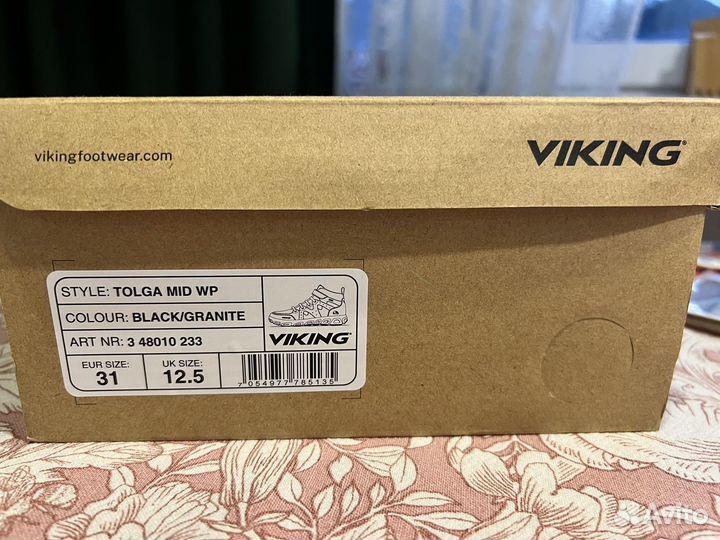 vikingfootwear.com
VIKING
STYLE: TOLGA MID WP
COLOUR: BLACK/GRANITE
ART NR: 3 48010 233
VIKING
EUR SIZE:
31
UK SIZE:
12.5
7 054977 785135
Avito